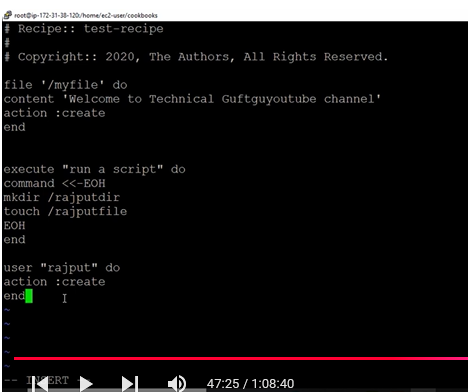 root@ip-172-31-38-120:/home/ec2-user/cookbooks
# Recipe:: test-recipe
#
# Copyright:: 2020, The Authors, All Rights Reserved.
file '/myfile' do
content 'Welcome to Technical Guftguyoutube channel'
action :create
end
execute "run a script" do
command <<-EOH
mkdir /rajputdir
touch /rajputfile
EOH
end
user "rajput" do
action :create
end
~
~
~
~
-- INSERT --
47:25 / 1:08:40